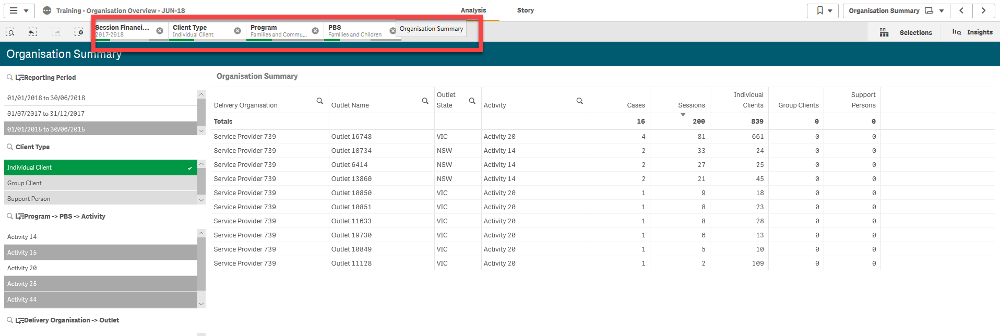 Training - Organisation Overview - JUN-18
Analysis
Story
Organisation Summary
Session Financi...
2017-2018
Client Type
Individual Client
Program
Families and Commu...
PBS
Families and Children
Organisation Summary
Selections
Insights
Organisation Summary
Reporting Period
01/01/2018 to 30/06/2018
01/07/2017 to 31/12/2017
01/01/2015 to 30/06/2015
Client Type
Individual Client
Group Client
Support Person
Program -> PBS -> Activity
Activity 14
Activity 15
Activity 20
Activity 25
Activity 44
Delivery Organisation -> Outlet
Organisation Summary
Delivery Organisation Outlet Name Outlet State Activity Cases Sessions Individual Clients Group Clients Support Persons
Totals 16 200 839 0 0
Service Provider 739 Outlet 16748 VIC Activity 20 4 81 661 0 0
Service Provider 739 Outlet 10734 NSW Activity 14 2 33 24 0 0
Service Provider 739 Outlet 6414 NSW Activity 14 2 27 25 0 0
Service Provider 739 Outlet 13860 NSW Activity 14 2 21 45 0 0
Service Provider 739 Outlet 10850 VIC Activity 20 1 9 18 0 0
Service Provider 739 Outlet 10851 VIC Activity 20 1 8 23 0 0
Service Provider 739 Outlet 11633 VIC Activity 20 1 8 28 0 0
Service Provider 739 Outlet 19730 VIC Activity 20 1 6 13 0 0
Service Provider 739 Outlet 10849 VIC Activity 20 1 5 10 0 0
Service Provider 739 Outlet 11128 VIC Activity 20 1 2 109 0 0